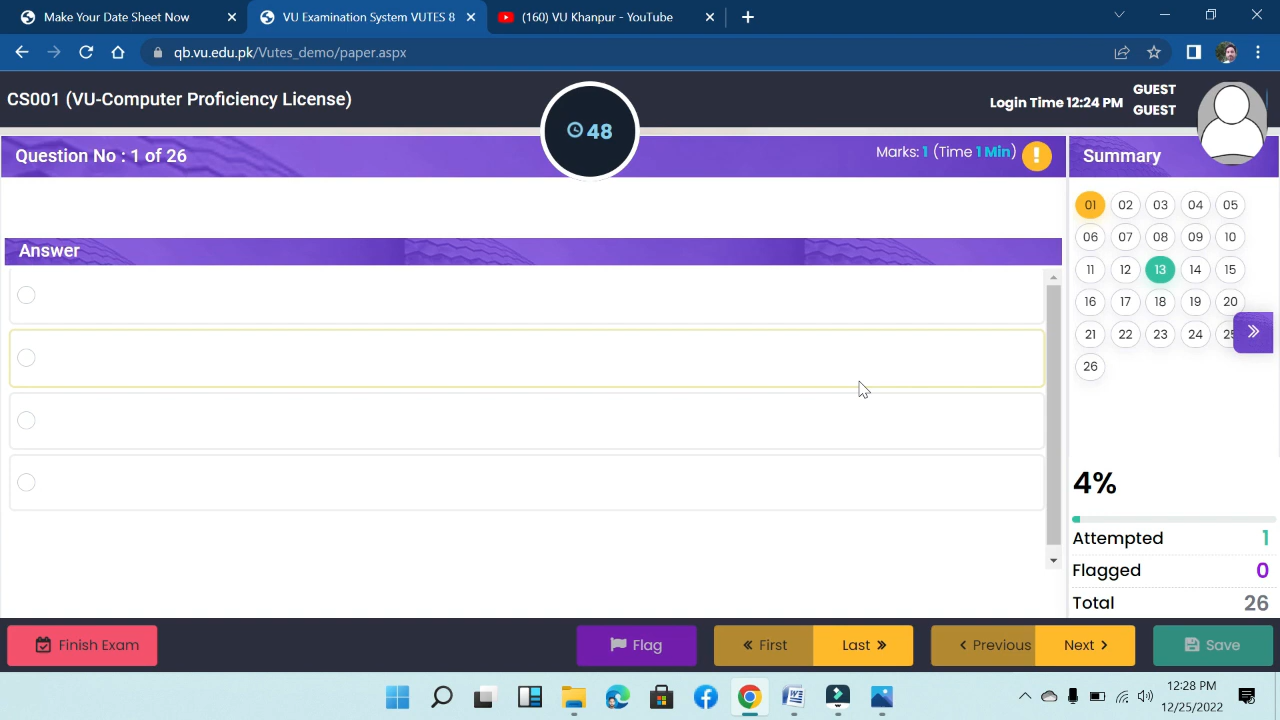 Make Your Date Sheet Now
VU Examination System VUTES 8
(160) VU Khanpur - YouTube
qb.vu.edu.pk/Vutes_demo/paper.aspx
CS001 (VU-Computer Proficiency License)
48
Login Time 12:24 PM
GUEST
GUEST
Question No : 1 of 26
Marks: 1 (Time 1 Min)
Summary
Answer
01 02 03 04 05
06 07 08 09 10
11 12 13 14 15
16 17 18 19 20
21 22 23 24 25
26
4%
Attempted 1
Flagged 0
Total 26
Finish Exam
Flag
First
Last
Previous
Next
Save
12:28 PM
12/25/2022